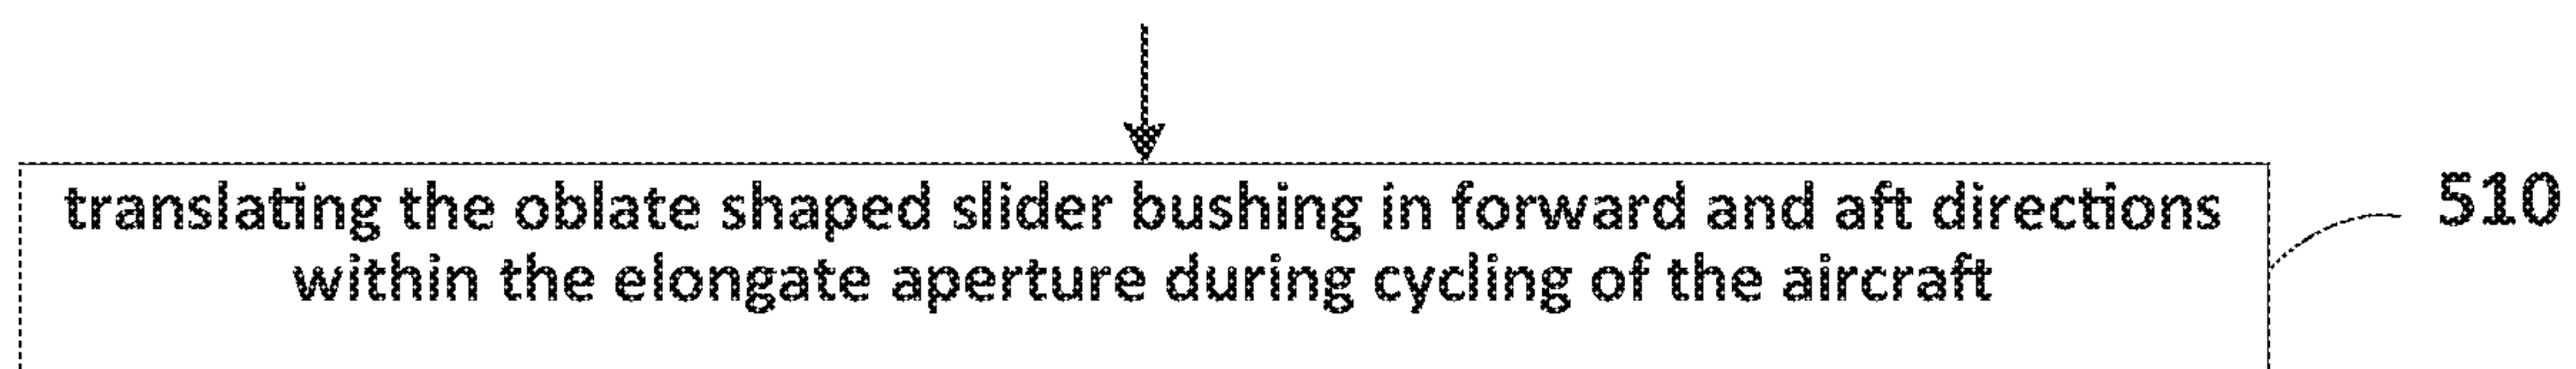 translating the oblate shaped slider bushing in forward and aft directions
within the elongate aperture during cycling of the aircraft
510